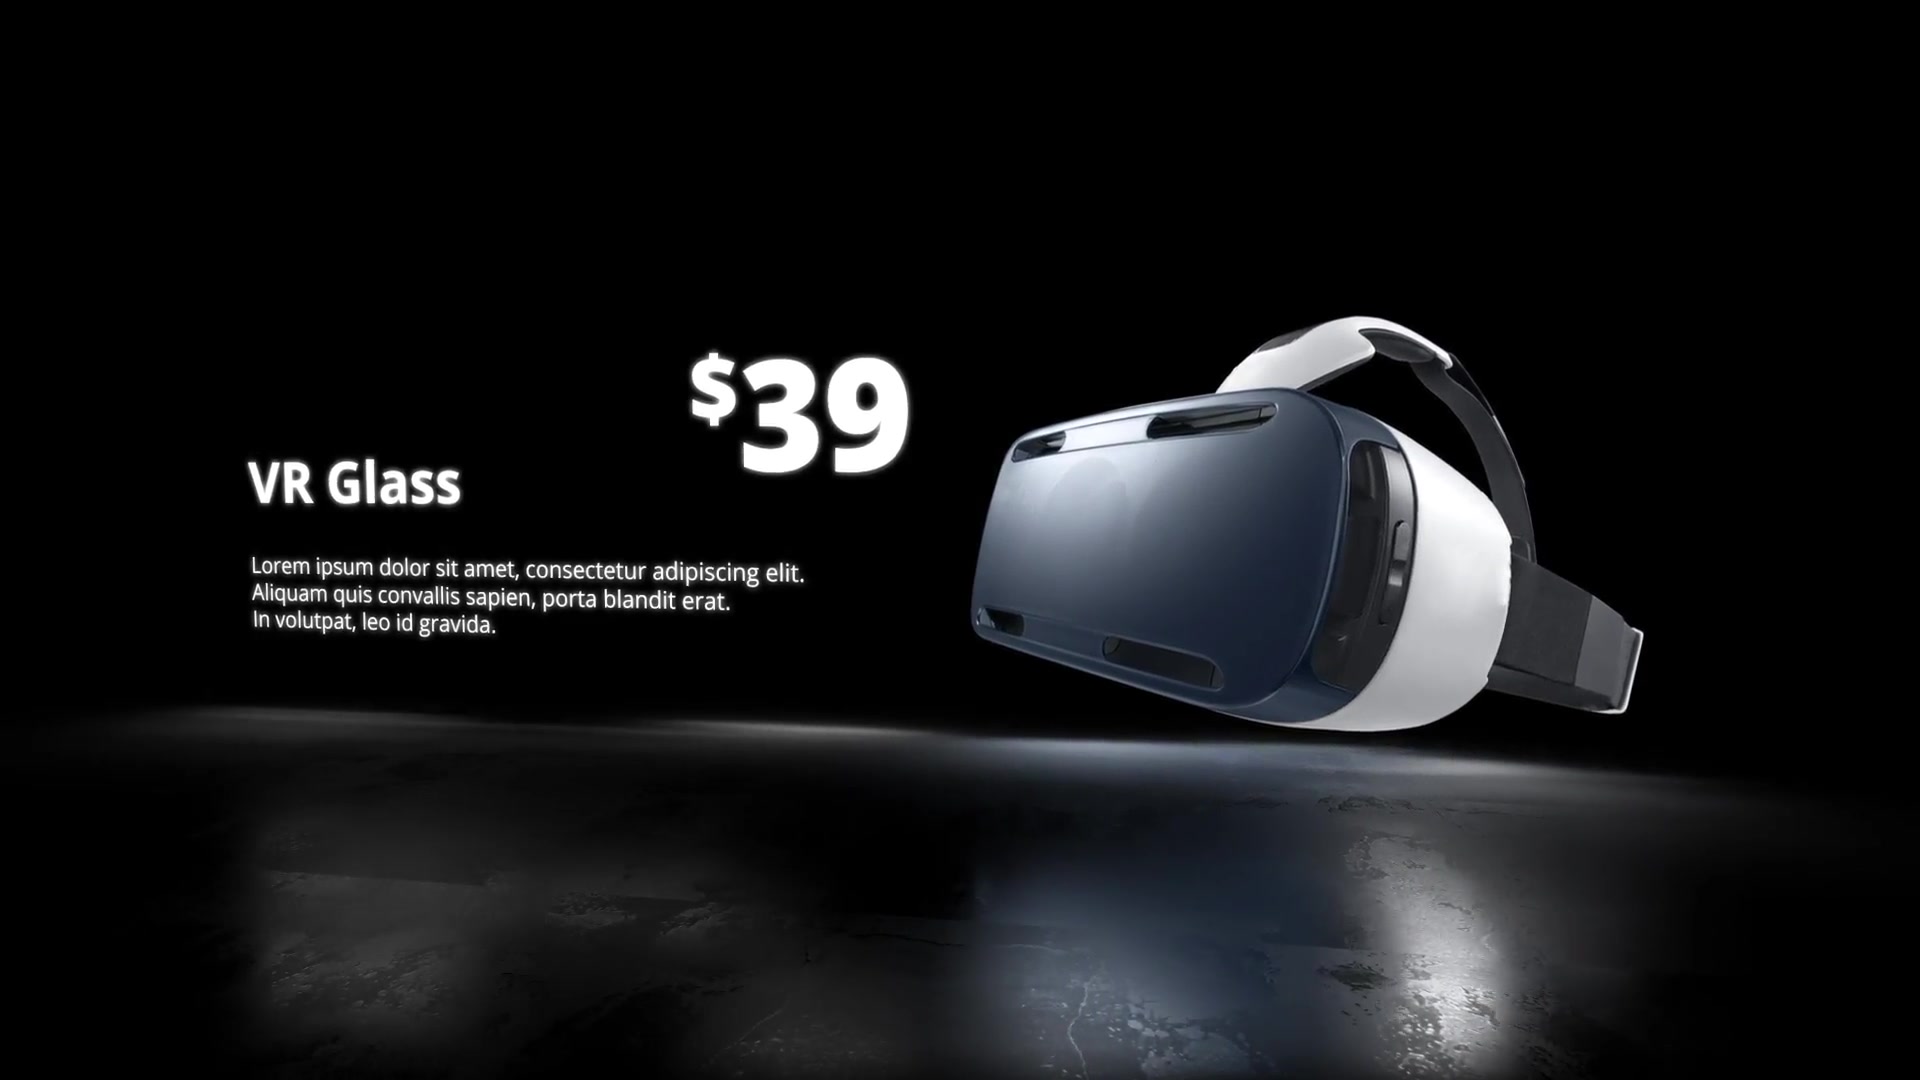 $39
VR Glass
Lorem ipsum dolor sit amet, consectetur adipiscing elit.
Aliquam quis convallis sapien, porta blandit erat.
In volutpat, leo id gravida.